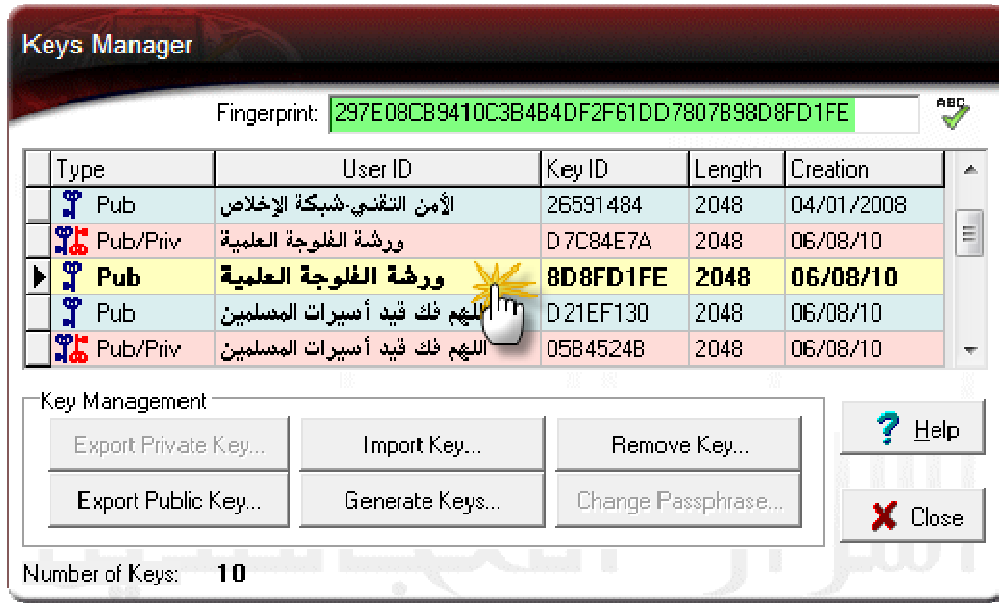 Keys Manager
Fingerprint: 297E08CB9410C3B4B4DF2F61DD7807B98D8FD1FE
ABC
Type User ID Key ID Length Creation
Pub الأمن التقني-شبكة الإخلاص 26591484 2048 04/01/2008
Pub/Priv ورشة الفلوجة العلمية D7C84E7A 2048 06/08/10
Pub ورشة الفلوجة العلمية 8D8FD1FE 2048 06/08/10
Pub اللهم فك قيد أسيرات المسلمين D21EF130 2048 06/08/10
Pub/Priv اللهم فك قيد أسيرات المسلمين 05B4524B 2048 06/08/10
Key Management
Export Private Key... Import Key... Remove Key... Help
Export Public Key... Generate Keys... Change Passphrase... Close
Number of Keys: 10